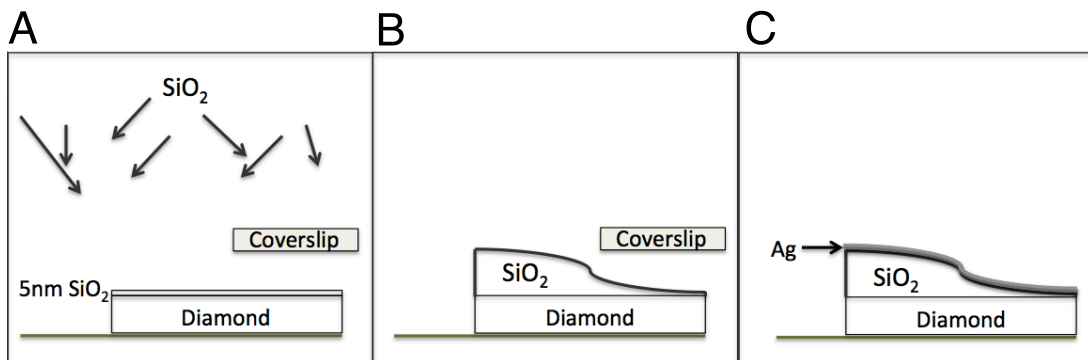 A
B
C
SiO₂
Coverslip
5nm SiO₂
Diamond
Coverslip
SiO₂
Diamond
Ag
SiO₂
Diamond